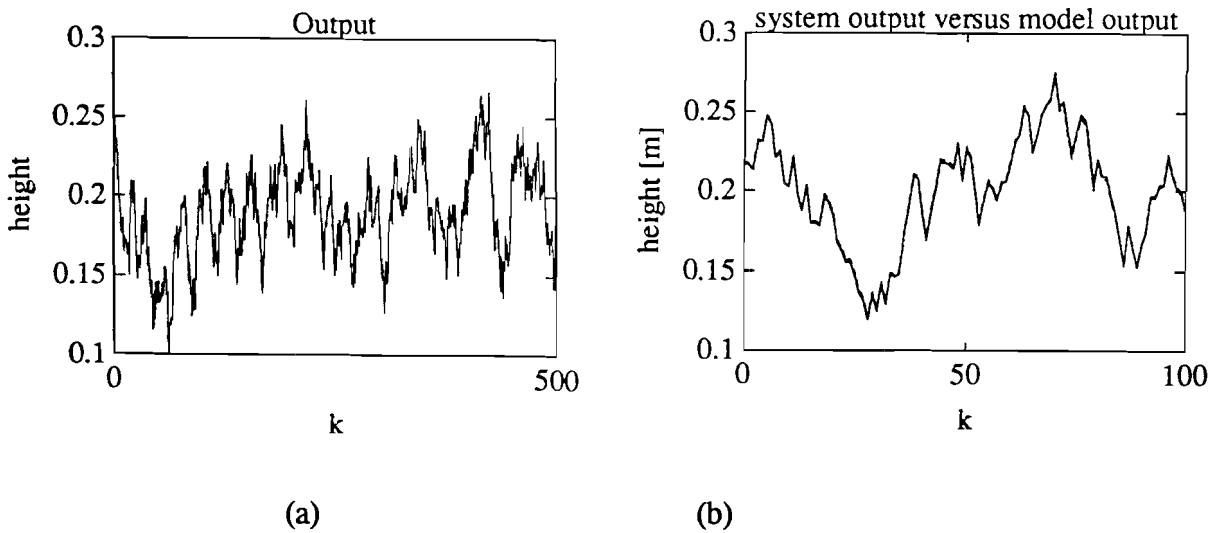 Output
0.3
0.25
0.2
0.15
0.1
height
0
500
k
(a)
system output versus model output
0.3
0.25
0.2
0.15
0.1
height [m]
0
50
100
k
(b)